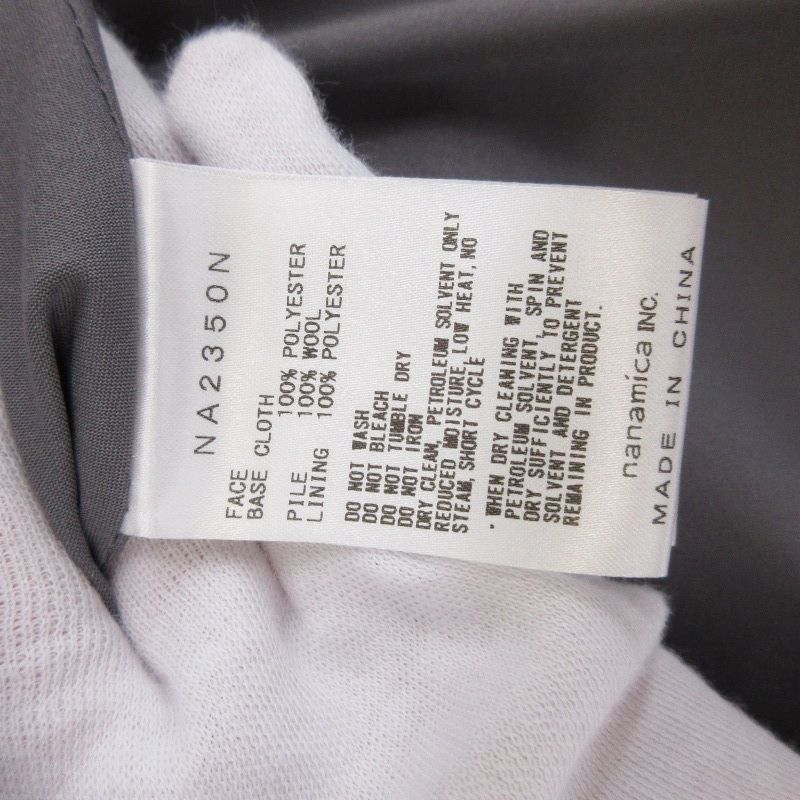 NA2350N
FACE
BASE CLOTH 100% POLYESTER
PILE 100% WOOL
LINING 100% POLYESTER
DO NOT WASH
DO NOT BLEACH
DO NOT TUMBLE DRY
DO NOT IRON
DRY CLEAN, PETROLEUM SOLVENT ONLY
REDUCED MOISTURE, LOW HEAT, NO
STEAM, SHORT CYCLE
・WHEN DRY CLEANING WITH
PETROLEUM SOLVENT, SPIN AND
DRY SUFFICIENTLY TO PREVENT
SOLVENT AND DETERGENT
REMAINING IN PRODUCT.
nanamíca INC.
MADE IN CHINA